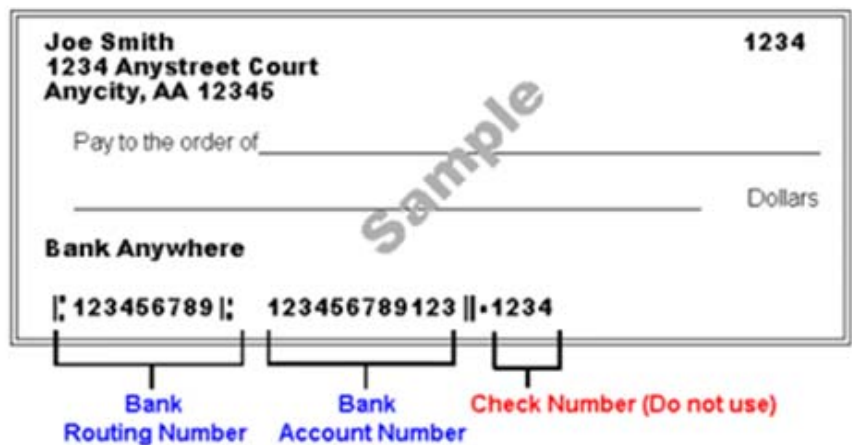 Joe Smith 1234
1234 Anystreet Court
Anycity, AA 12345
Sample
Pay to the order of
Dollars
Bank Anywhere
⑆123456789⑆ 123456789123⑈1234
Bank Routing Number
Bank Account Number
Check Number (Do not use)